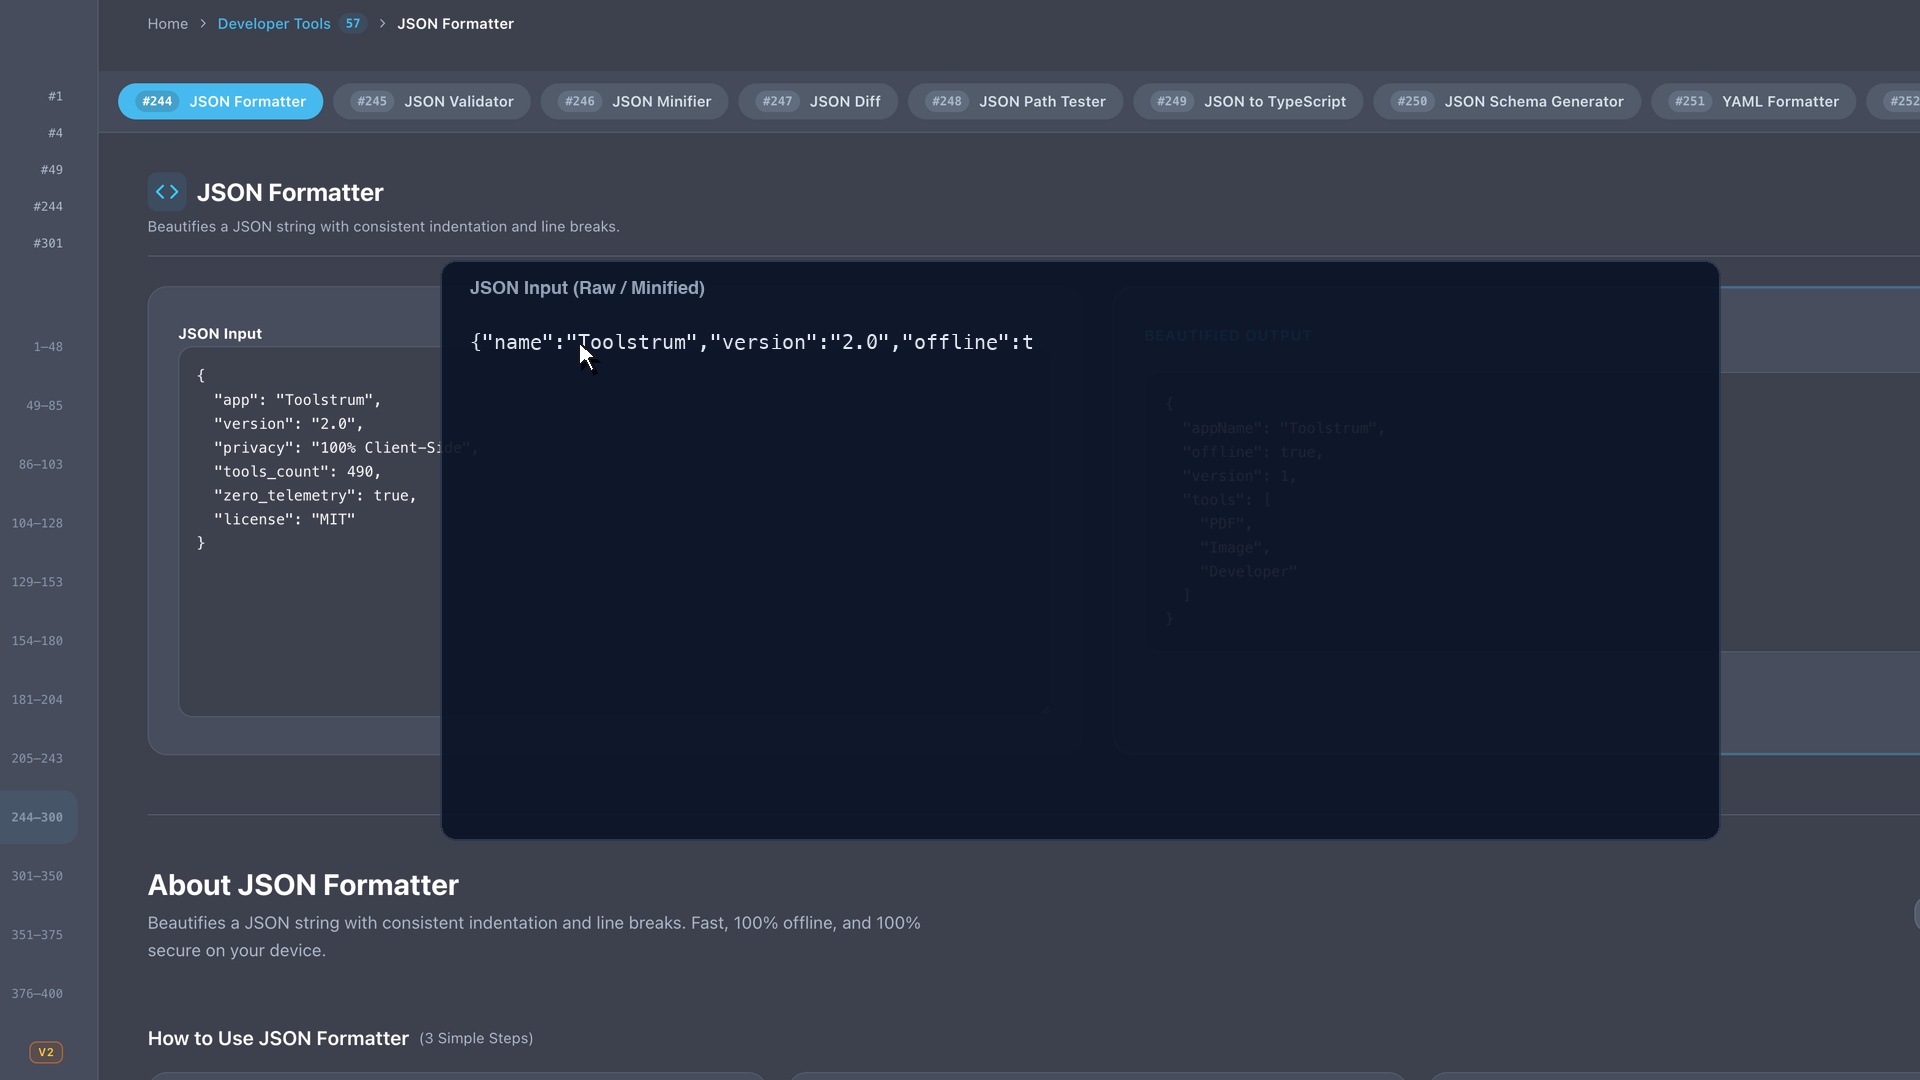 Home > Developer Tools 57 > JSON Formatter
#244 JSON Formatter #245 JSON Validator #246 JSON Minifier #247 JSON Diff #248 JSON Path Tester #249 JSON to TypeScript #250 JSON Schema Generator #251 YAML Formatter #252
#1
#4
#49
#244
#301
1–48
49–85
86–103
104–128
129–153
154–180
181–204
205–243
244–300
301–350
351–375
376–400
V2
JSON Formatter
Beautifies a JSON string with consistent indentation and line breaks.
JSON Input
{
"app": "Toolstrum",
"version": "2.0",
"privacy": "100% Client-Side",
"tools_count": 490,
"zero_telemetry": true,
"license": "MIT"
}
JSON Input (Raw / Minified)
{"name":"Toolstrum","version":"2.0","offline":t
BEAUTIFIED OUTPUT
{
"appName": "Toolstrum",
"offline": true,
"version": 1,
"tools": [
"PDF",
"Image",
"Developer"
]
}
About JSON Formatter
Beautifies a JSON string with consistent indentation and line breaks. Fast, 100% offline, and 100%
secure on your device.
How to Use JSON Formatter (3 Simple Steps)